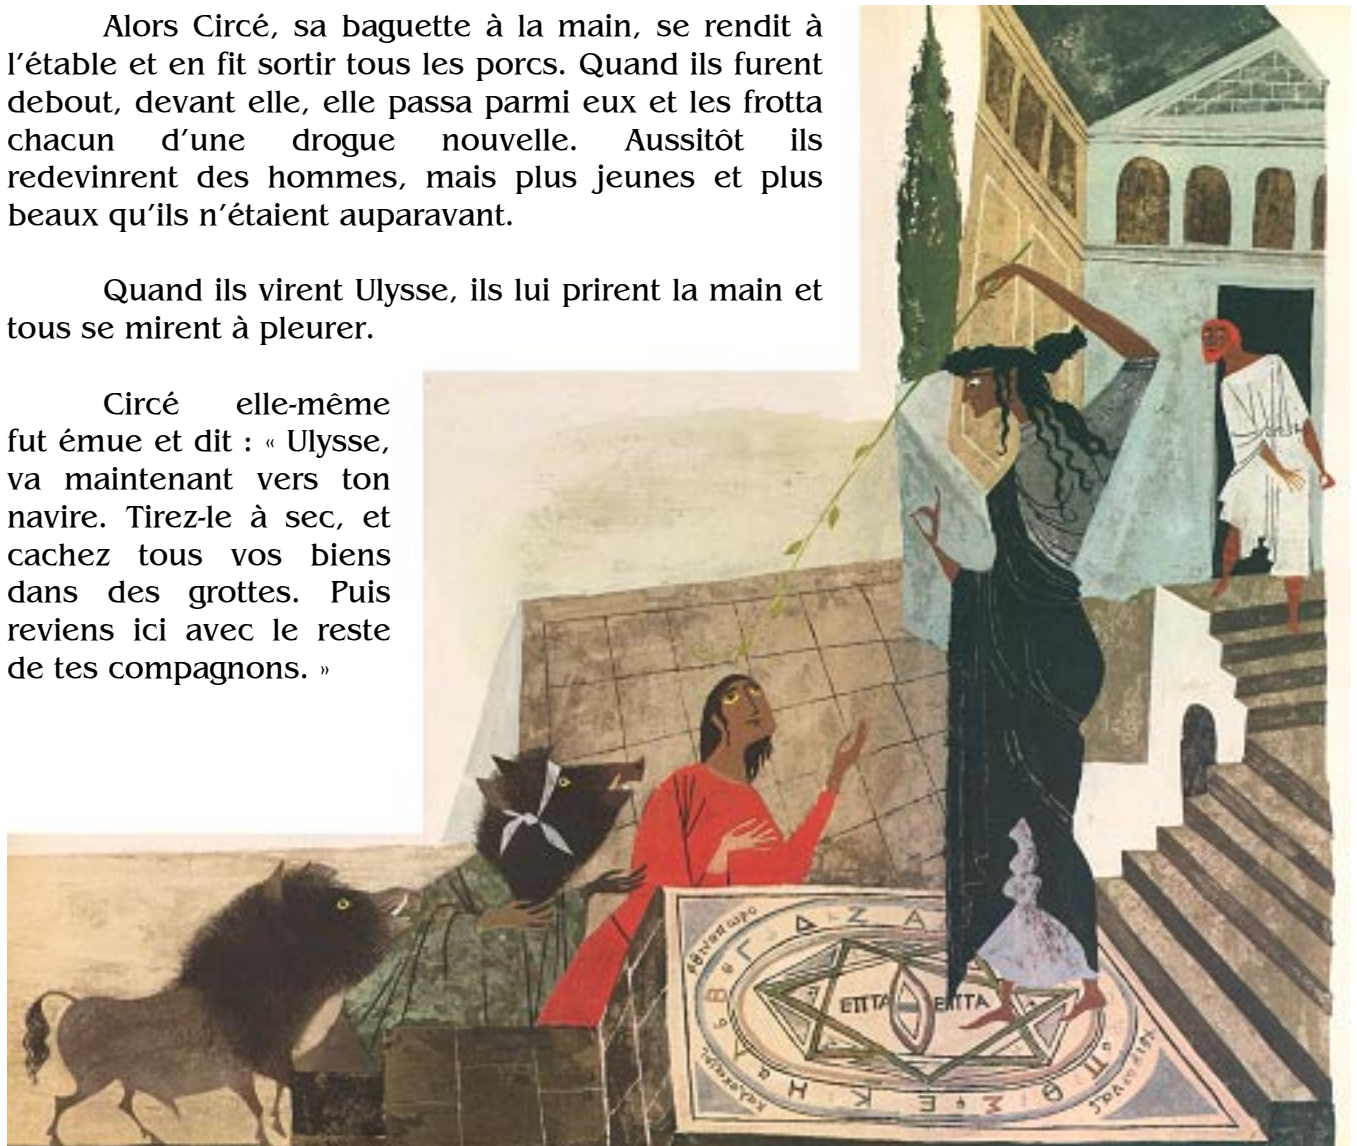 Alors Circé, sa baguette à la main, se rendit à
l’étable et en fit sortir tous les porcs. Quand ils furent
debout, devant elle, elle passa parmi eux et les frotta
chacun d’une drogue nouvelle. Aussitôt ils
redevinrent des hommes, mais plus jeunes et plus
beaux qu’ils n’étaient auparavant.
Quand ils virent Ulysse, ils lui prirent la main et
tous se mirent à pleurer.
Circé elle-même
fut émue et dit : « Ulysse,
va maintenant vers ton
navire. Tirez-le à sec, et
cachez tous vos biens
dans des grottes. Puis
reviens ici avec le reste
de tes compagnons. »
ΕΠΤΑ ΕΠΤΑ